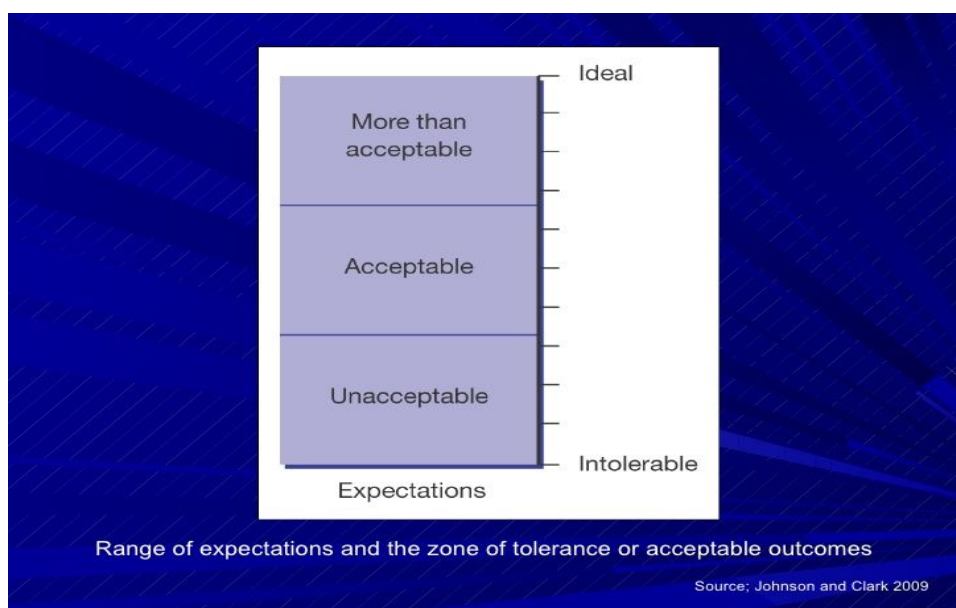 Ideal
More than
acceptable
Acceptable
Unacceptable
Intolerable
Expectations
Range of expectations and the zone of tolerance or acceptable outcomes
Source; Johnson and Clark 2009